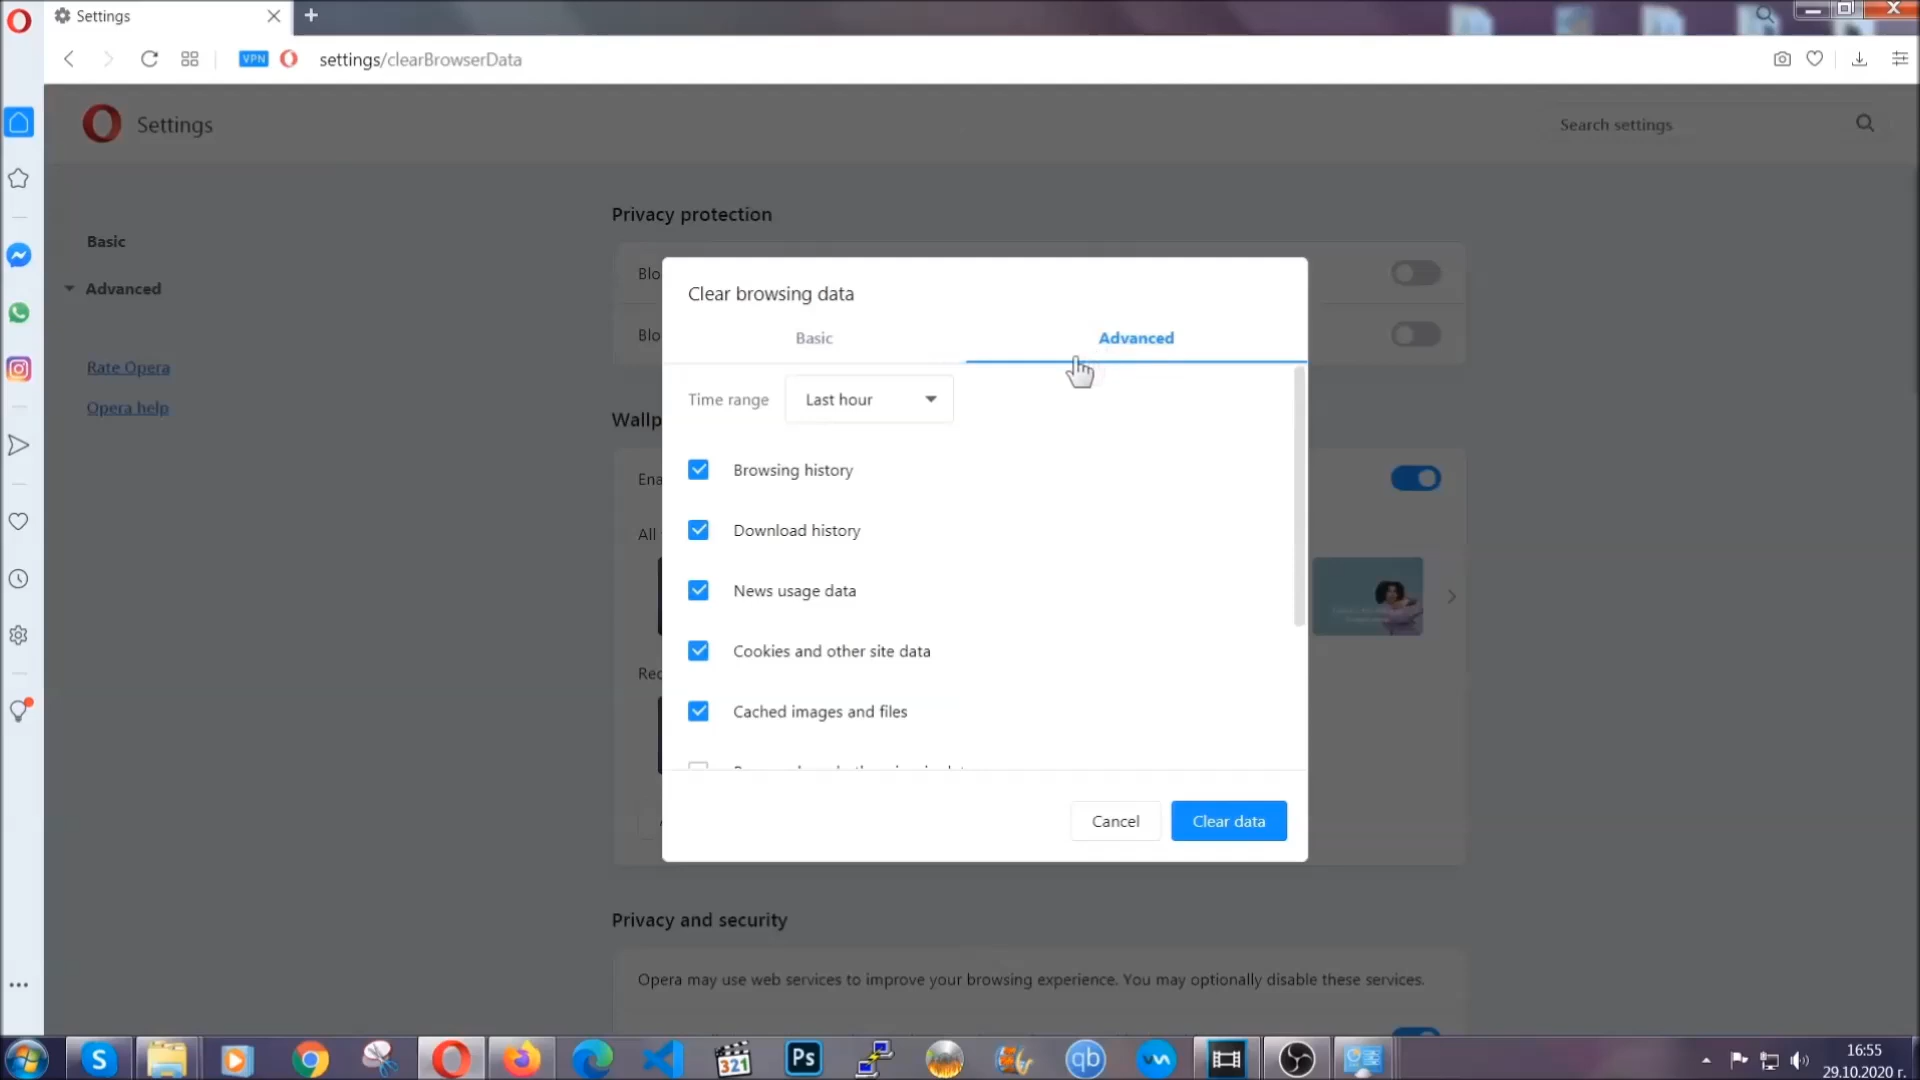 Settings
VPN
settings/clearBrowserData
Settings
Search settings
Basic
Advanced
Rate Opera
Opera help
Privacy protection
Blo
Blo
Wallp
Ena
All
Rec
Clear browsing data
Basic
Advanced
Time range
Last hour
Browsing history
Download history
News usage data
Cookies and other site data
Cached images and files
Cancel
Clear data
Privacy and security
Opera may use web services to improve your browsing experience. You may optionally disable these services.
S
321
Ps
qb
16:55
29.10.2020 г.